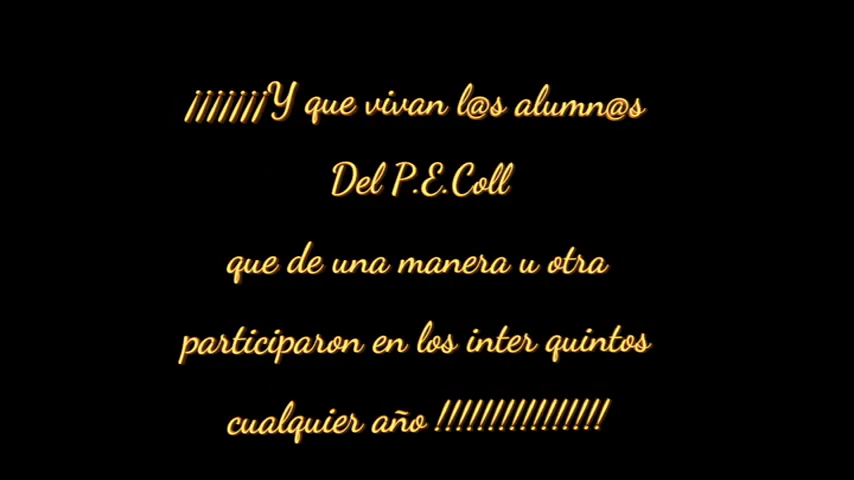 ¡¡¡¡¡¡¡Y que vivan l@s alumn@s
Del P.E.Coll
que de una manera u otra
participaron en los inter quintos
cualquier año !!!!!!!!!!!!!!!!